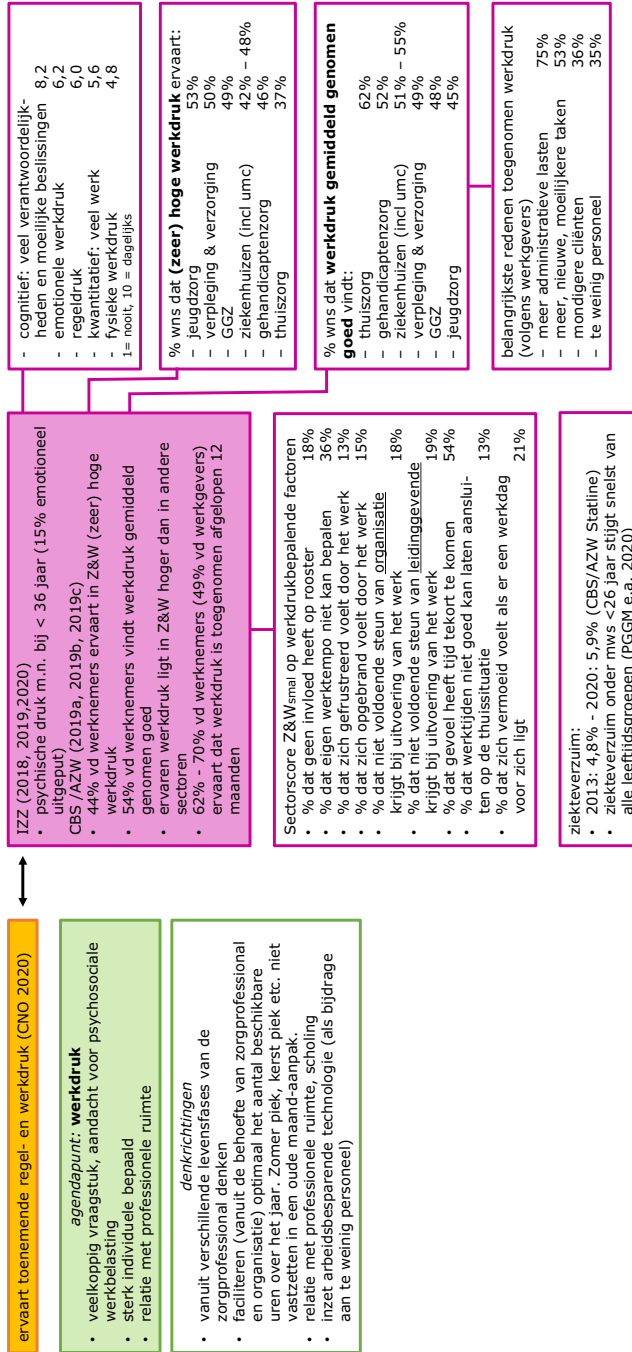 ervaart toenemende regel- en werkdruk (CNO 2020)
agendapunt: werkdruk
• veelkoppig vraagstuk, aandacht voor psychosociale
werkbelasting
• sterk individuele bepaald
• relatie met professionele ruimte
denkrichtingen
• vanuit verschillende levensfases van de
zorgprofessional denken
• faciliteren (vanuit de behoefte van zorgprofessional
en organisatie) optimaal het aantal beschikbare
uren over het jaar. Zomer piek, kerst piek etc. niet
vastzetten in een oude maand-aanpak.
• relatie met professionele ruimte, scholing
• inzet arbeidsbesparende technologie (als bijdrage
aan te weinig personeel)
IZZ (2018, 2019,2020)
• psychische druk m.n. bij < 36 jaar (15% emotioneel
uitgeput)
CBS /AZW (2019a, 2019b, 2019c)
• 44% vd werknemers ervaart in Z&W (zeer) hoge
werkdruk
• 54% vd werknemers vindt werkdruk gemiddeld
genomen goed
• ervaren werkdruk ligt in Z&W hoger dan in andere
sectoren
• 62% - 70% vd werknemers (49% vd werkgevers)
ervaart dat werkdruk is toegenomen afgelopen 12
maanden
Sectorscore Z&Wsmal op werkdrukbepalende factoren
• % dat geen invloed heeft op rooster 18%
• % dat eigen werktempo niet kan bepalen 36%
• % dat zich gefrustreerd voelt door het werk 13%
• % dat zich opgebrand voelt door het werk 15%
• % dat niet voldoende steun van organisatie
krijgt bij uitvoering van het werk 18%
• % dat niet voldoende steun van leidinggevende
krijgt bij uitvoering van het werk 19%
• % dat gevoel heeft tijd tekort te komen 54%
• % dat werktijden niet goed kan laten aanslui-
ten op de thuissituatie 13%
• % dat zich vermoeid voelt als er een werkdag
voor zich ligt 21%
ziekteverzuim:
• 2013: 4,8% - 2020: 5,9% (CBS/AZW Statline)
• ziekteverzuim onder mws <26 jaar stijgt snelst van
alle leeftijdsgroepen (PGGM e.a. 2020)
- cognitief: veel verantwoordelijk-
heden en moeilijke beslissingen 8,2
- emotionele werkdruk 6,2
- regeldruk 6,0
- kwantitatief: veel werk 5,6
- fysieke werkdruk 4,8
1= nooit, 10 = dagelijks
% wns dat (zeer) hoge werkdruk ervaart:
– jeugdzorg 53%
– verpleging & verzorging 50%
– GGZ 49%
– ziekenhuizen (incl umc) 42% – 48%
– gehandicaptenzorg 46%
– thuiszorg 37%
% wns dat werkdruk gemiddeld genomen
goed vindt:
– thuiszorg 62%
– gehandicaptenzorg 52%
– ziekenhuizen (incl umc) 51% – 55%
– verpleging & verzorging 49%
– GGZ 48%
– jeugdzorg 45%
belangrijkste redenen toegenomen werkdruk
(volgens werkgevers)
– meer administratieve lasten 75%
– meer, nieuwe, moeilijkere taken 53%
– mondigere cliënten 36%
– te weinig personeel 35%